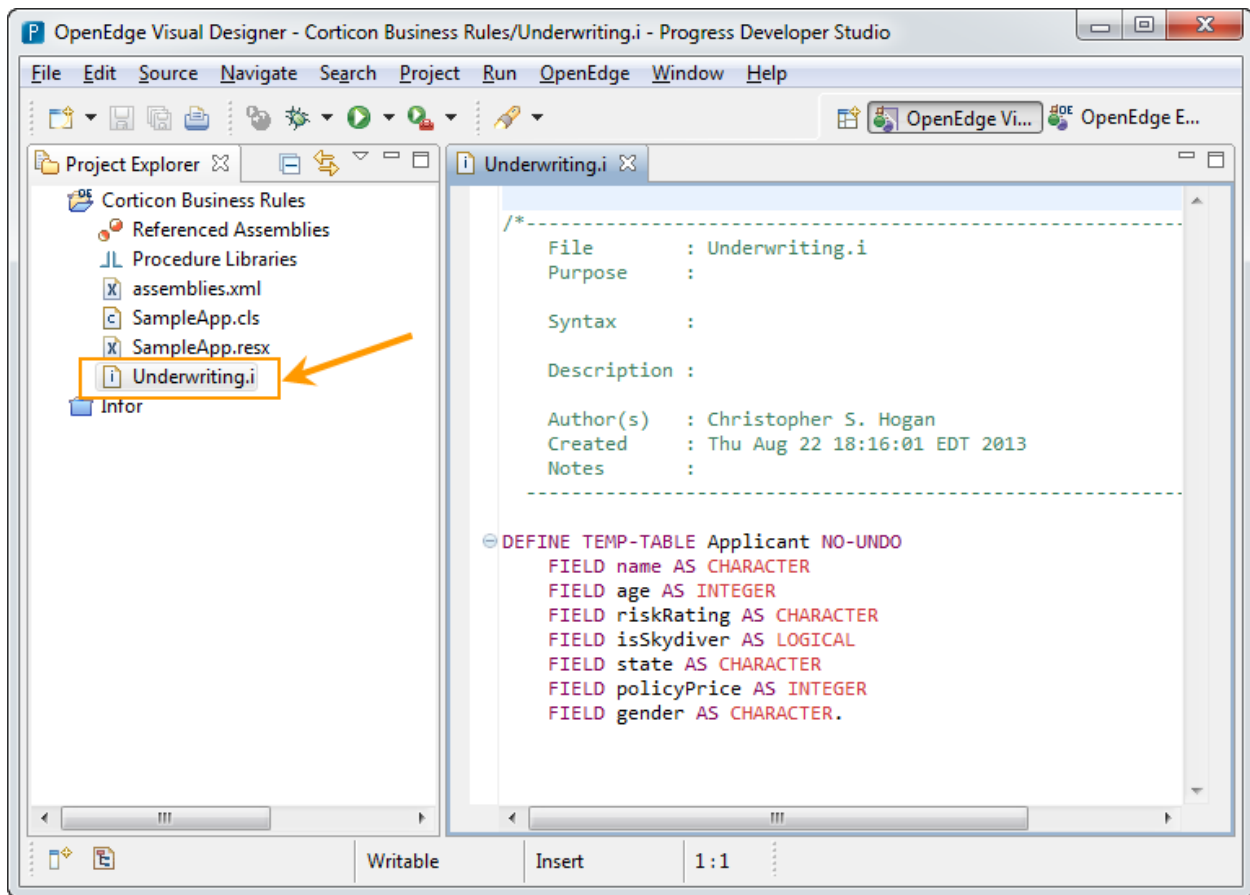 OpenEdge Visual Designer - Corticon Business Rules/Underwriting.i - Progress Developer Studio
File Edit Source Navigate Search Project Run OpenEdge Window Help
OpenEdge Vi... OpenEdge E...
Project Explorer
Corticon Business Rules
Referenced Assemblies
Procedure Libraries
assemblies.xml
SampleApp.cls
SampleApp.resx
Underwriting.i
Infor
Underwriting.i
/*----------------------------------------------------------
File : Underwriting.i
Purpose :
Syntax :
Description :
Author(s) : Christopher S. Hogan
Created : Thu Aug 22 18:16:01 EDT 2013
Notes :
----------------------------------------------------------
DEFINE TEMP-TABLE Applicant NO-UNDO
FIELD name AS CHARACTER
FIELD age AS INTEGER
FIELD riskRating AS CHARACTER
FIELD isSkydiver AS LOGICAL
FIELD state AS CHARACTER
FIELD policyPrice AS INTEGER
FIELD gender AS CHARACTER.
Writable Insert 1:1